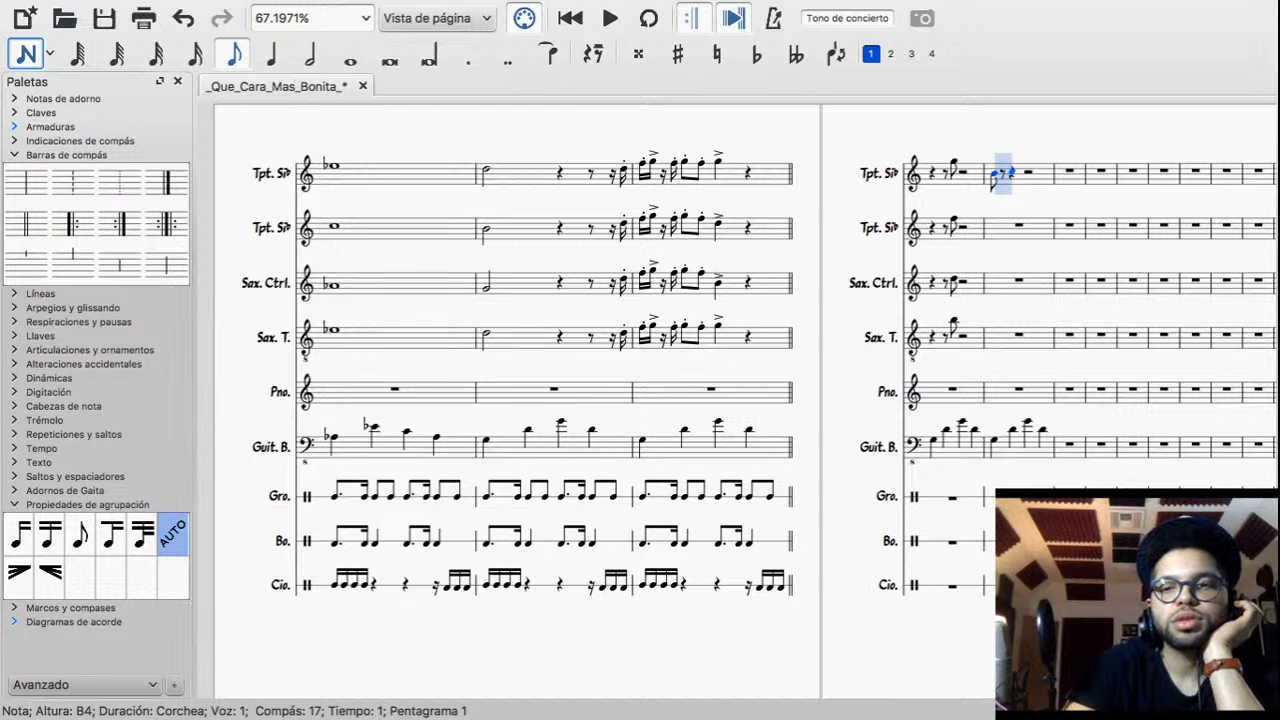 67.1971%
Vista de página
Tono de concierto
1 2 3 4
Paletas
_Que_Cara_Mas_Bonita_*
Notas de adorno
Claves
Armaduras
Indicaciones de compás
Barras de compás
Líneas
Arpegios y glissando
Respiraciones y pausas
Llaves
Articulaciones y ornamentos
Alteraciones accidentales
Dinámicas
Digitación
Cabezas de nota
Trémolo
Repeticiones y saltos
Tempo
Texto
Saltos y espaciadores
Adornos de Gaita
Propiedades de agrupación
AUTO
Marcos y compases
Diagramas de acorde
Avanzado
Tpt. Si♭
Tpt. Si♭
Sax. Ctrl.
Sax. T.
Pno.
Guit. B.
Gro.
Bo.
Cio.
Tpt. Si♭
Tpt. Si♭
Sax. Ctrl.
Sax. T.
Pno.
Guit. B.
Gro.
Bo.
Cio.
Nota; Altura: B4; Duración: Corchea; Voz: 1; Compás: 17; Tiempo: 1; Pentagrama 1